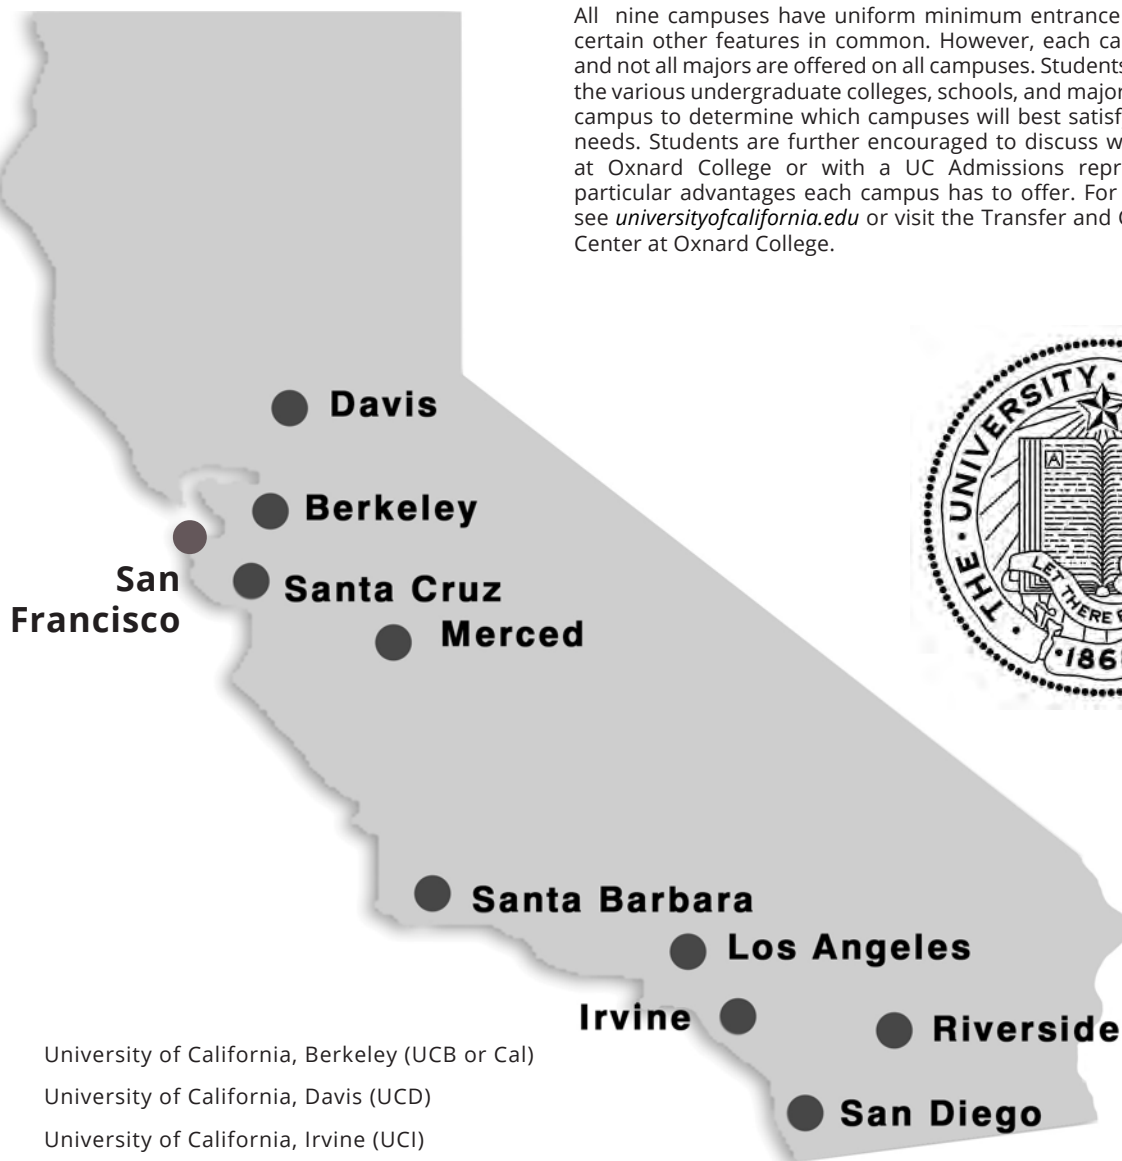 All nine campuses have uniform minimum entrance
certain other features in common. However, each
and not all majors are offered on all campuses. Students
the various undergraduate colleges, schools, and
campus to determine which campuses will best
needs. Students are further encouraged to discuss
at Oxnard College or with a UC Admissions
particular advantages each campus has to offer. For
see universityofcalifornia.edu or visit the Transfer and
Center at Oxnard College.
THE • UNIVERSITY •
A
LET THERE
Davis
Berkeley
San
Francisco
Santa Cruz
Merced
Santa Barbara
Los Angeles
Irvine
Riverside
San Diego
University of California, Berkeley (UCB or Cal)
University of California, Davis (UCD)
University of California, Irvine (UCI)